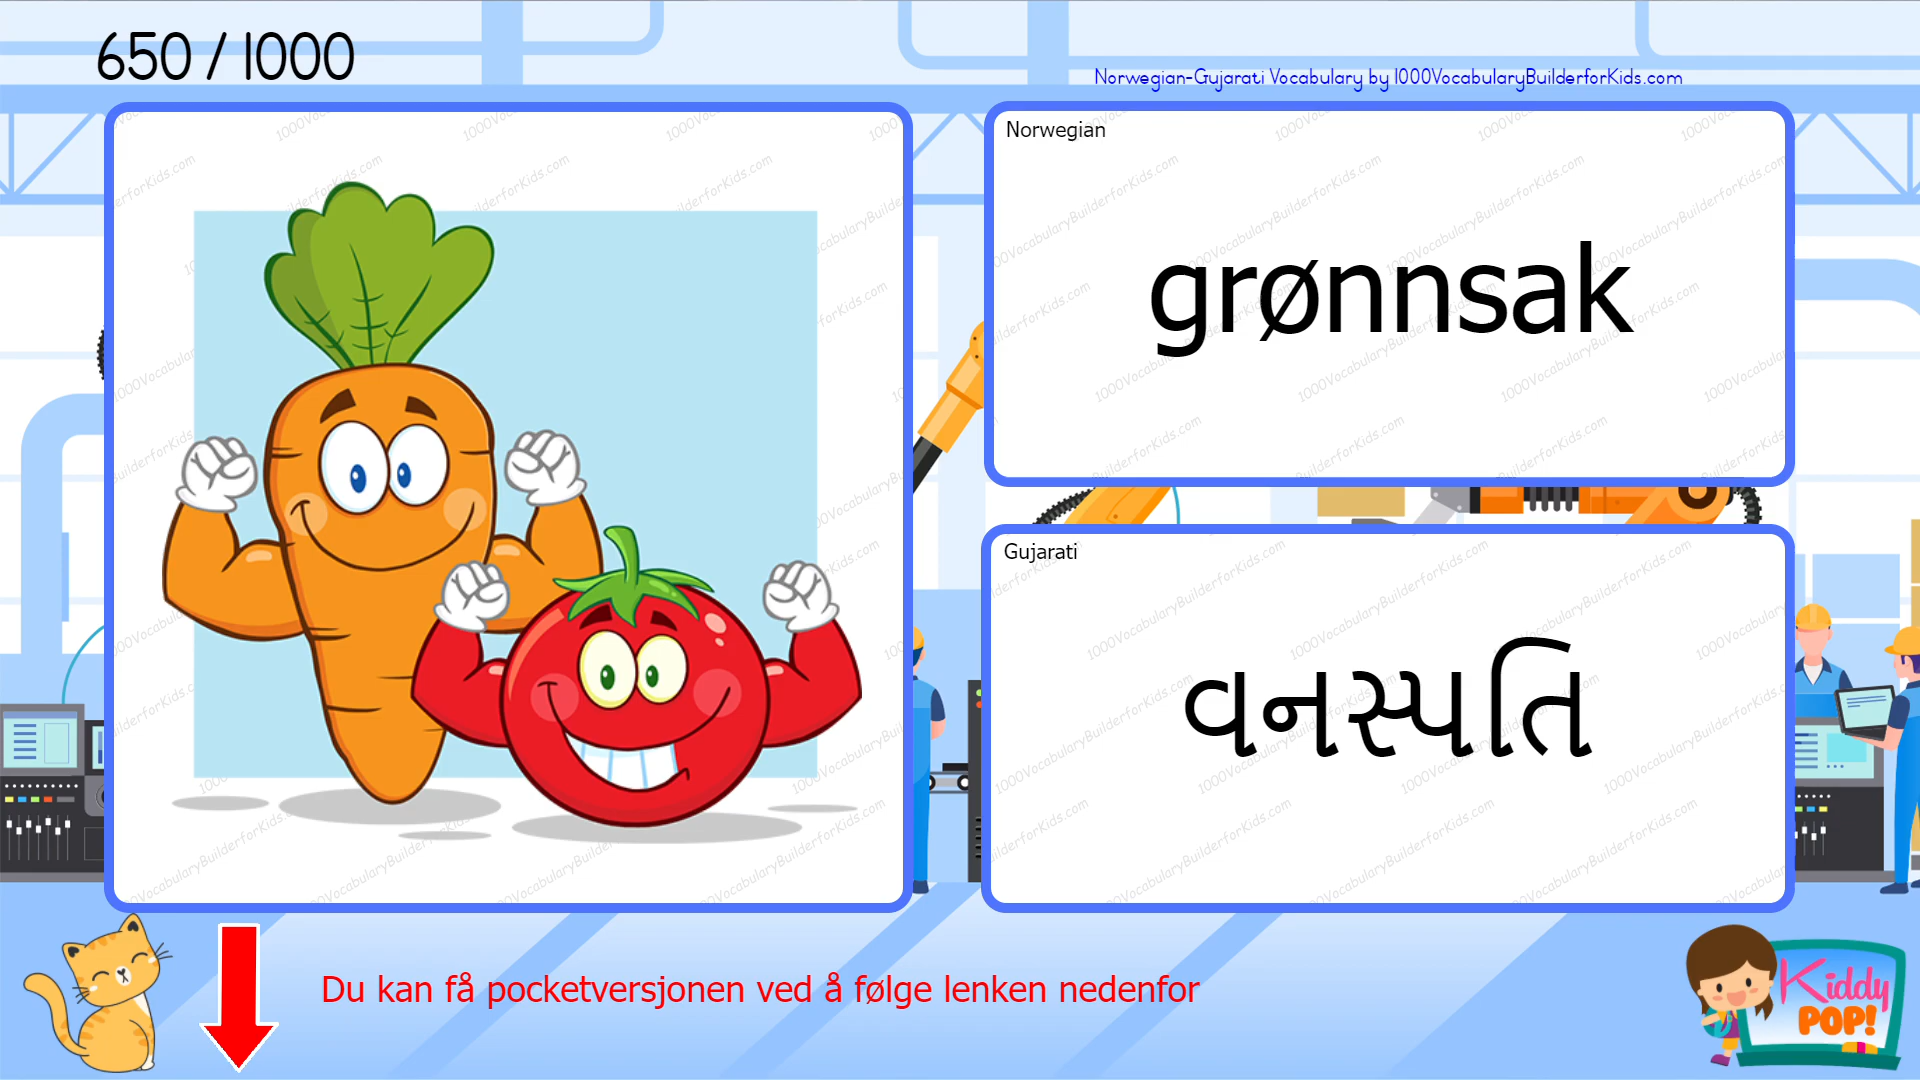 650 / 1000
Norwegian-Gujarati Vocabulary by 1000VocabularyBuilderforKids.com
Norwegian
grønnsak
Gujarati
વનસ્પતિ
Du kan få pocketversjonen ved å følge lenken nedenfor
Kiddy
POP!